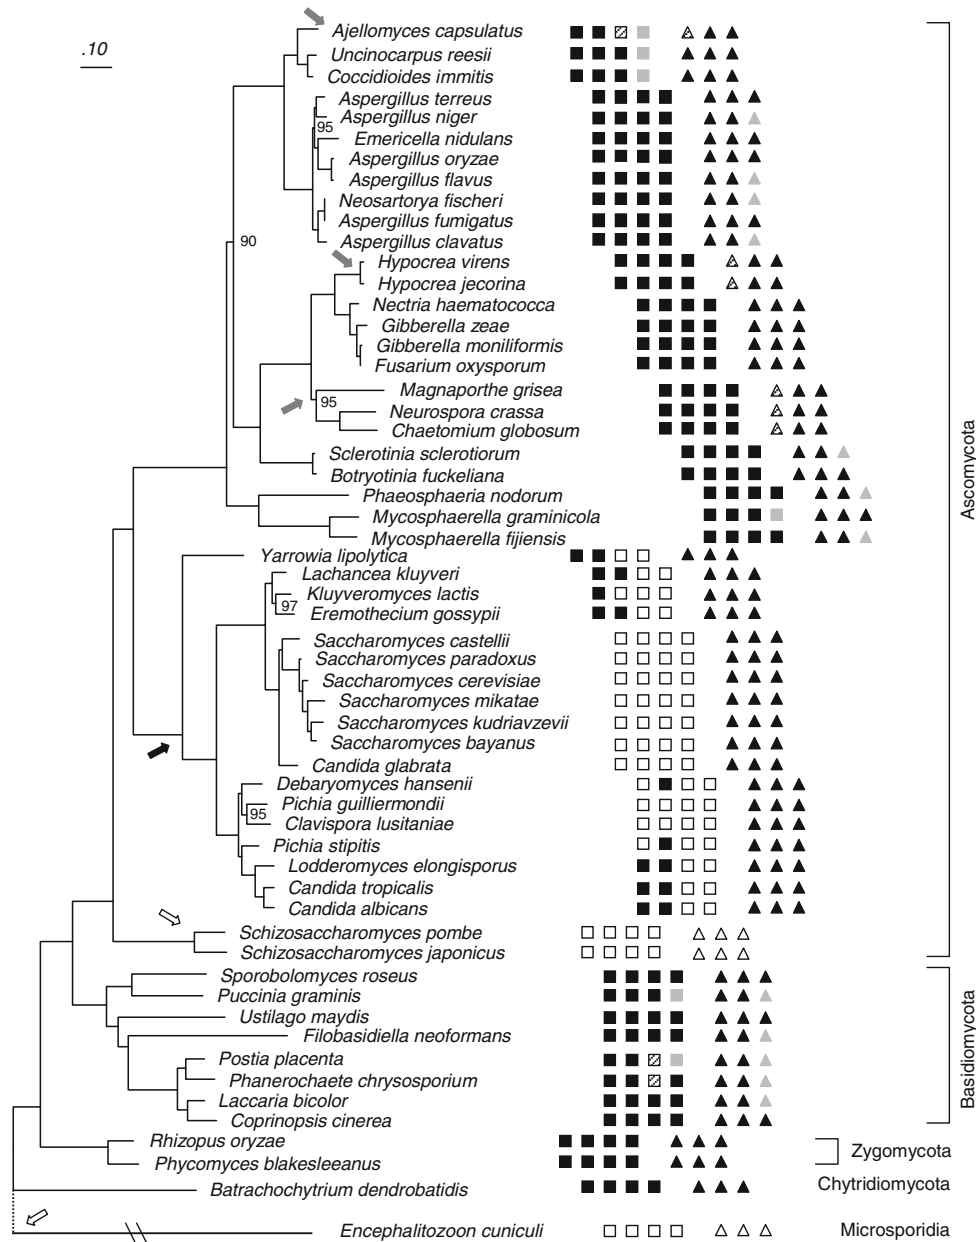 .10
Ajellomyces capsulatus
Uncinocarpus reesii
Coccidioides immitis
Aspergillus terreus
Aspergillus niger
95
Emericella nidulans
Aspergillus oryzae
Aspergillus flavus
Neosartorya fischeri
Aspergillus fumigatus
Aspergillus clavatus
90
Hypocrea virens
Hypocrea jecorina
Nectria haematococca
Gibberella zeae
Gibberella moniliformis
Fusarium oxysporum
Magnaporthe grisea
95
Neurospora crassa
Chaetomium globosum
Sclerotinia sclerotiorum
Botryotinia fuckeliana
Phaeosphaeria nodorum
Mycosphaerella graminicola
Mycosphaerella fijiensis
Yarrowia lipolytica
Lachancea kluyveri
Kluyveromyces lactis
97
Eremothecium gossypii
Saccharomyces castellii
Saccharomyces paradoxus
Saccharomyces cerevisiae
Saccharomyces mikatae
Saccharomyces kudriavzevii
Saccharomyces bayanus
Candida glabrata
Debaryomyces hansenii
Pichia guilliermondii
95
Clavispora lusitaniae
Pichia stipitis
Lodderomyces elongisporus
Candida tropicalis
Candida albicans
Schizosaccharomyces pombe
Schizosaccharomyces japonicus
Ascomycota
Sporobolomyces roseus
Puccinia graminis
Ustilago maydis
Filobasidiella neoformans
Postia placenta
Phanerochaete chrysosporium
Laccaria bicolor
Coprinopsis cinerea
Basidiomycota
Rhizopus oryzae
Phycomyces blakesleeanus
Zygomycota
Batrachochytrium dendrobatidis
Chytridiomycota
Encephalitozoon cuniculi
Microsporidia